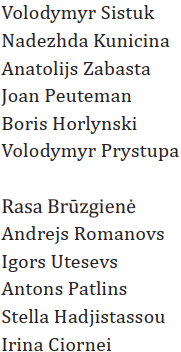 Volodymyr Sistuk
Nadezhda Kunicina
Anatolijs Zabasta
Joan Peuteman
Boris Horlynski
Volodymyr Prystupa
Rasa Brūzgienė
Andrejs Romanovs
Igors Utesevs
Antons Patlins
Stella Hadjistassou
Irina Ciornei